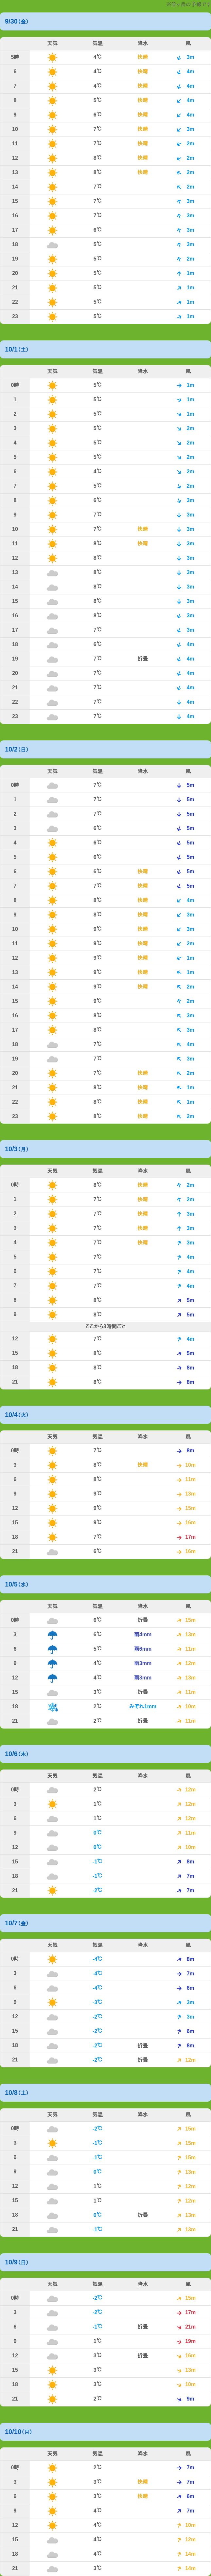 9/30(金)
天気 気温 降水 風
5時 4℃ 快晴 3m
6 4℃ 快晴 4m
7 4℃ 快晴 4m
8 5℃ 快晴 4m
9 6℃ 快晴 4m
10 7℃ 快晴 3m
11 7℃ 快晴 2m
12 8℃ 快晴 2m
13 8℃ 快晴 2m
14 7℃ 2m
15 7℃ 3m
16 7℃ 3m
17 6℃ 3m
18 5℃ 3m
19 5℃ 2m
20 5℃ 1m
21 5℃ 1m
22 5℃ 1m
23 5℃ 1m
10/1(土)
天気 気温 降水 風
0時 5℃ 1m
1 5℃ 1m
2 5℃ 1m
3 5℃ 2m
4 5℃ 2m
5 5℃ 2m
6 4℃ 2m
7 5℃ 2m
8 6℃ 3m
9 7℃ 3m
10 7℃ 快晴 3m
11 8℃ 快晴 3m
12 8℃ 3m
13 8℃ 3m
14 8℃ 3m
15 8℃ 3m
16 8℃ 3m
17 7℃ 3m
18 6℃ 4m
19 7℃ 折曇 4m
20 7℃ 4m
21 7℃ 4m
22 7℃ 4m
23 7℃ 4m
10/2(日)
天気 気温 降水 風
0時 7℃ 5m
1 7℃ 5m
2 7℃ 5m
3 6℃ 5m
4 6℃ 5m
5 6℃ 5m
6 6℃ 快晴 5m
7 7℃ 快晴 5m
8 8℃ 快晴 4m
9 8℃ 快晴 3m
10 9℃ 快晴 3m
11 9℃ 快晴 2m
12 9℃ 快晴 1m
13 9℃ 快晴 1m
14 9℃ 快晴 2m
15 9℃ 2m
16 8℃ 3m
17 8℃ 3m
18 7℃ 4m
19 7℃ 3m
20 7℃ 快晴 2m
21 8℃ 快晴 1m
22 8℃ 快晴 1m
23 8℃ 快晴 2m
10/3(月)
天気 気温 降水 風
0時 8℃ 快晴 2m
1 7℃ 快晴 2m
2 7℃ 快晴 3m
3 7℃ 快晴 3m
4 7℃ 快晴 3m
5 7℃ 4m
6 7℃ 4m
7 7℃ 4m
8 8℃ 5m
9 8℃ 5m
ここから3時間ごと
12 7℃ 4m
15 8℃ 5m
18 8℃ 8m
21 8℃ 8m
10/4(火)
天気 気温 降水 風
0時 7℃ 8m
3 8℃ 快晴 10m
6 8℃ 11m
9 9℃ 13m
12 9℃ 15m
15 9℃ 16m
18 7℃ 17m
21 6℃ 16m
10/5(水)
天気 気温 降水 風
0時 6℃ 折曇 15m
3 6℃ 雨4mm 13m
6 5℃ 雨6mm 11m
9 4℃ 雨3mm 12m
12 4℃ 雨3mm 13m
15 3℃ 折曇 11m
18 2℃ みぞれ1mm 10m
21 2℃ 折曇 11m
10/6(木)
天気 気温 降水 風
0時 2℃ 12m
3 1℃ 12m
6 1℃ 12m
9 0℃ 11m
12 0℃ 10m
15 -1℃ 8m
18 -1℃ 7m
21 -2℃ 7m
10/7(金)
天気 気温 降水 風
0時 -4℃ 8m
3 -4℃ 7m
6 -4℃ 6m
9 -3℃ 3m
12 -2℃ 3m
15 -2℃ 6m
18 -2℃ 折曇 8m
21 -2℃ 折曇 12m
10/8(土)
天気 気温 降水 風
0時 -2℃ 15m
3 -1℃ 15m
6 -1℃ 15m
9 0℃ 13m
12 1℃ 12m
15 1℃ 12m
18 0℃ 折曇 13m
21 -1℃ 13m
10/9(日)
天気 気温 降水 風
0時 -2℃ 15m
3 -2℃ 17m
6 -1℃ 折曇 21m
9 1℃ 19m
12 3℃ 折曇 16m
15 3℃ 13m
18 3℃ 10m
21 2℃ 9m
10/10(月)
天気 気温 降水 風
0時 2℃ 7m
3 3℃ 快晴 7m
6 3℃ 快晴 6m
9 4℃ 7m
12 4℃ 10m
15 4℃ 12m
18 4℃ 14m
21 3℃ 14m